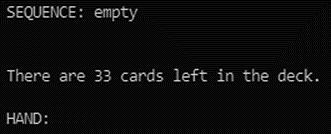 SEQUENCE: empty
There are 33 cards left in the deck.
HAND: